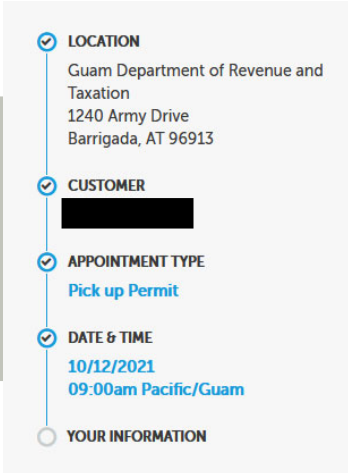 LOCATION
Guam Department of Revenue and
Taxation
1240 Army Drive
Barrigada, AT 96913
CUSTOMER
APPOINTMENT TYPE
Pick up Permit
DATE & TIME
10/12/2021
09:00am Pacific/Guam
YOUR INFORMATION